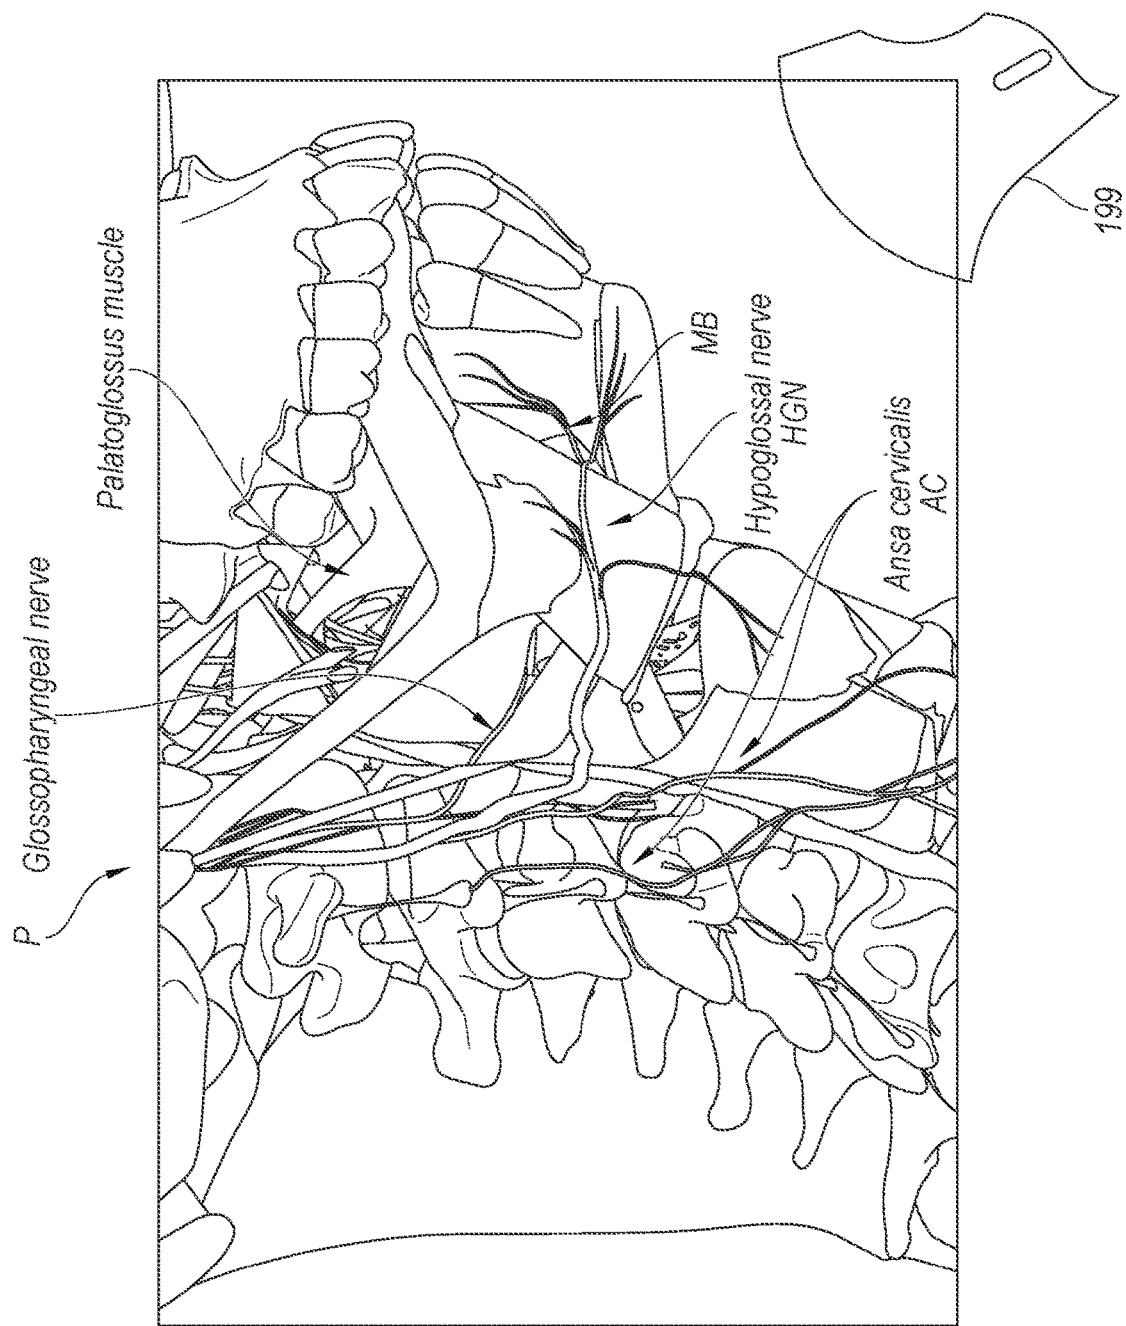 P
Glossopharyngeal nerve
Palatoglossus muscle
MB
Hypoglossal nerve
HGN
Ansa cervicalis
AC
199